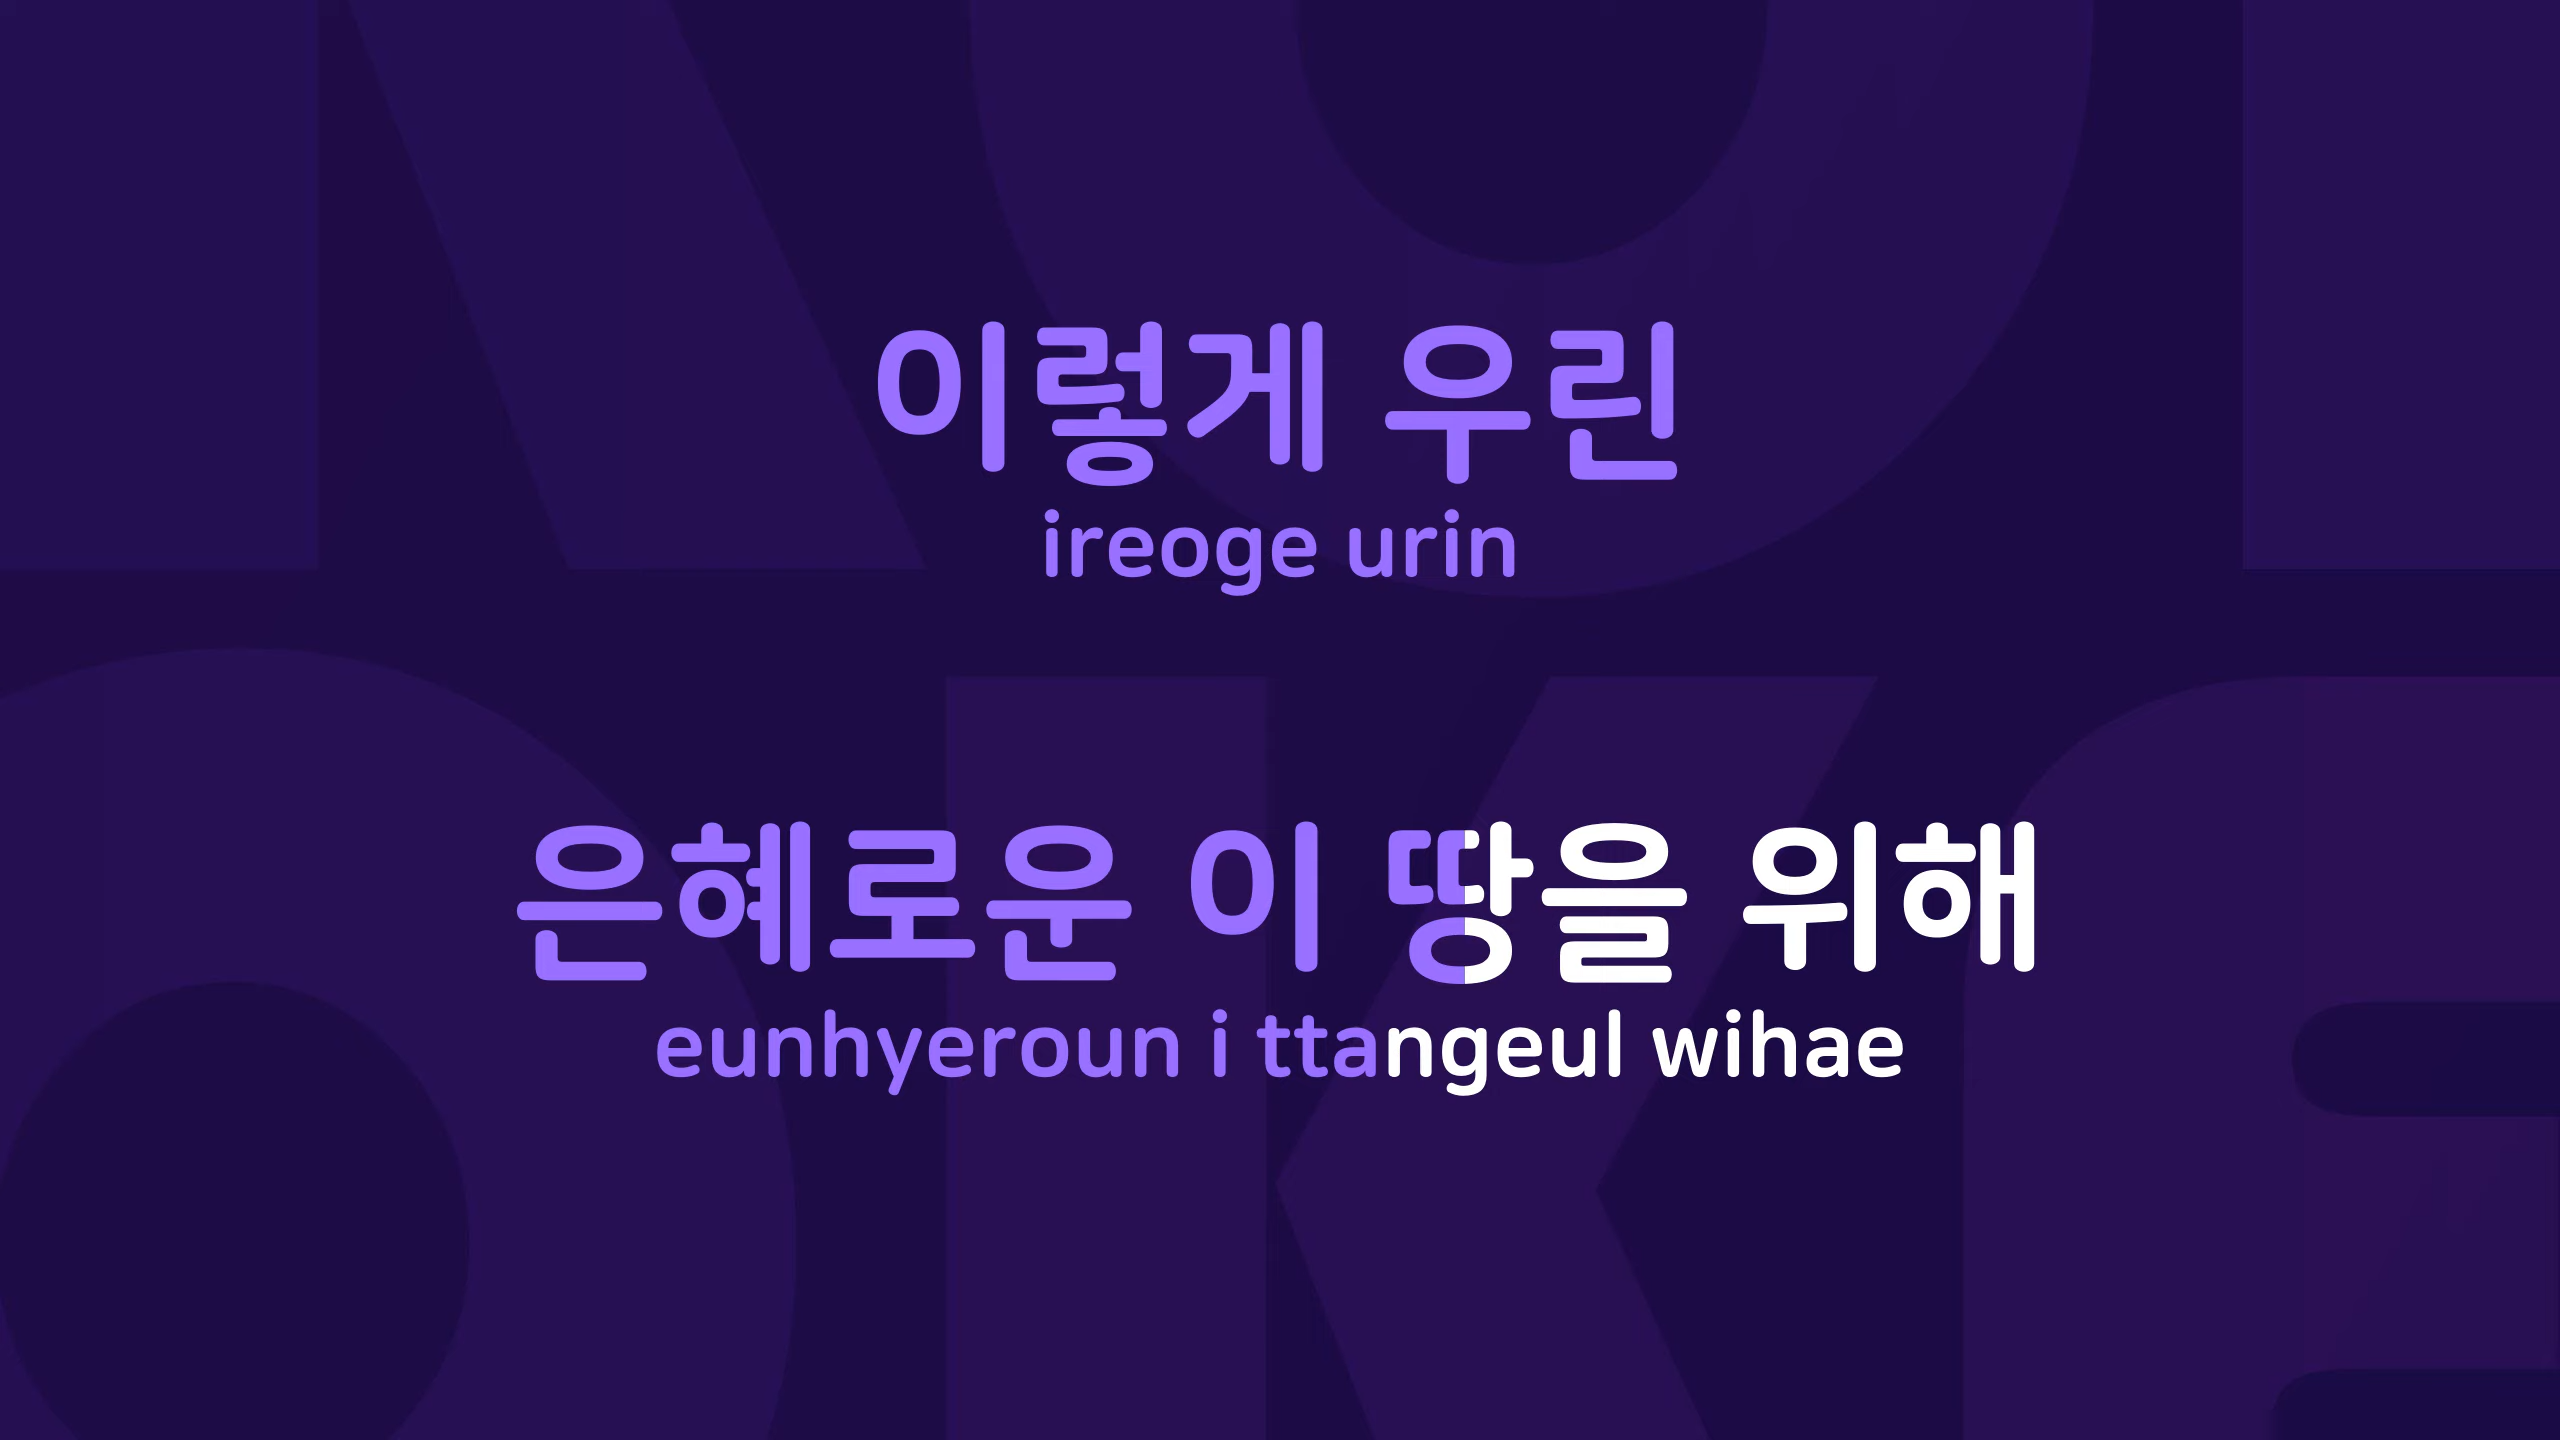 이렇게 우린
ireoge urin
은혜로운 이 땅을 위해
eunhyeroun i ttangeul wihae